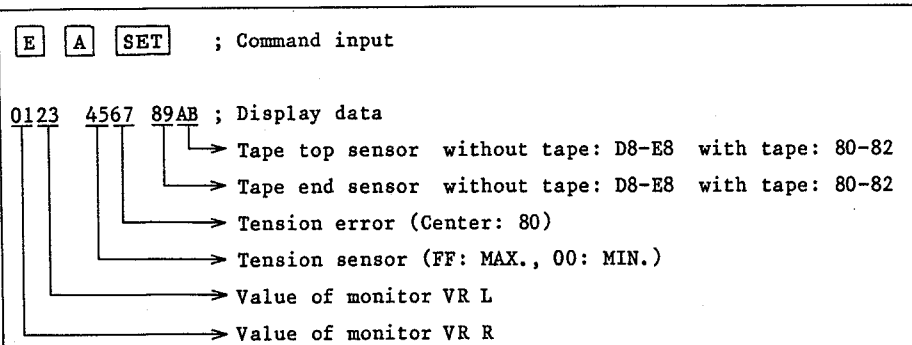 E A SET ; Command input
0123 4567 89AB ; Display data
Tape top sensor without tape: D8-E8 with tape: 80-82
Tape end sensor without tape: D8-E8 with tape: 80-82
Tension error (Center: 80)
Tension sensor (FF: MAX., 00: MIN.)
Value of monitor VR L
Value of monitor VR R